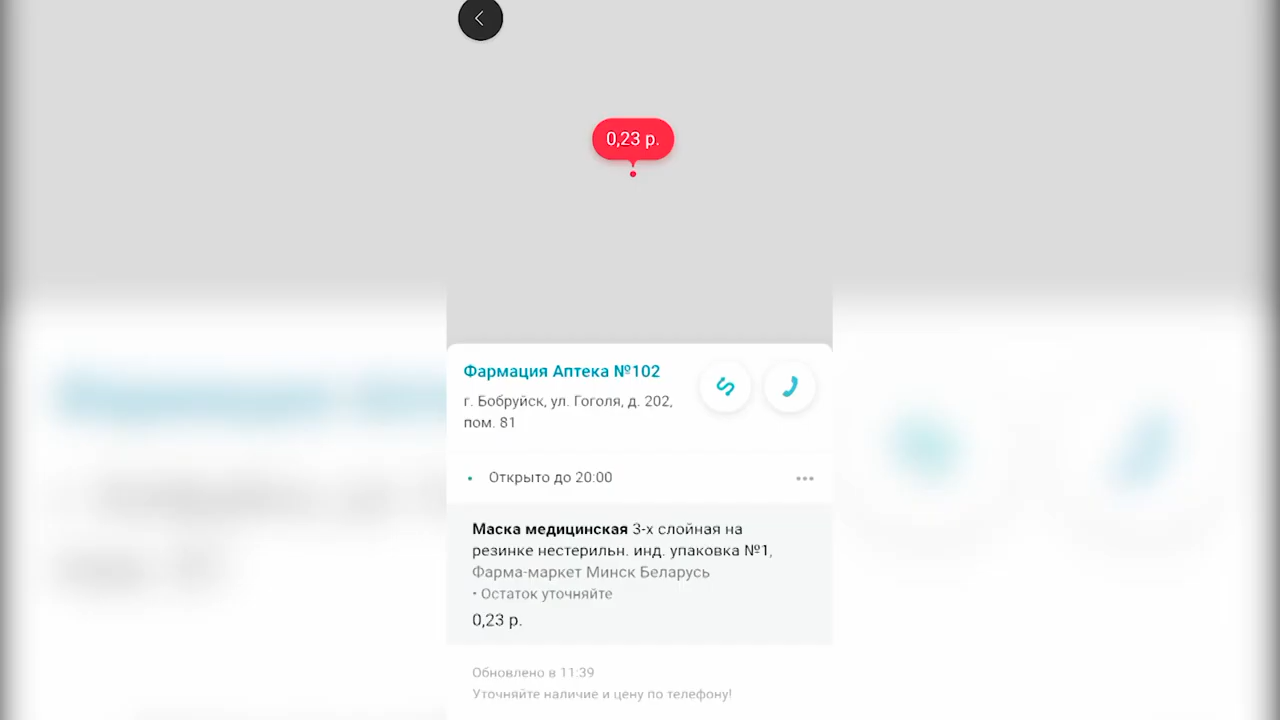 0,23 р.
Фармация Аптека №102
г. Бобруйск, ул. Гоголя, д. 202,
пом. 81
Открыто до 20:00
Маска медицинская 3-х слойная на
резинке нестерильн. инд. упаковка №1,
Фарма-маркет Минск Беларусь
• Остаток уточняйте
0,23 р.
Обновлено в 11:39
Уточняйте наличие и цену по телефону!